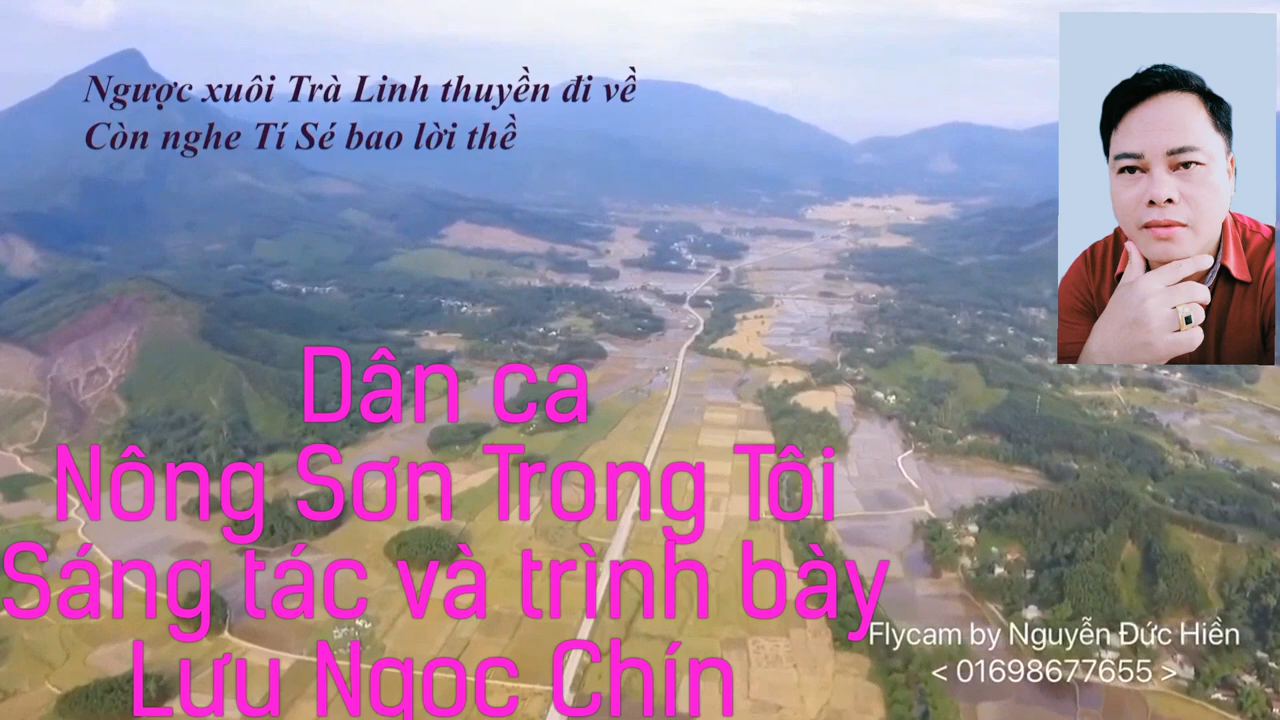 Ngược xuôi Trà Linh thuyền đi về
Còn nghe Tí Sé bao lời thề
Dân ca
Nông Sơn Trong Tôi
Sáng tác và trình bày
Lưu Ngọc Chín
Flycam by Nguyễn Đức Hiền
< 01698677655 >